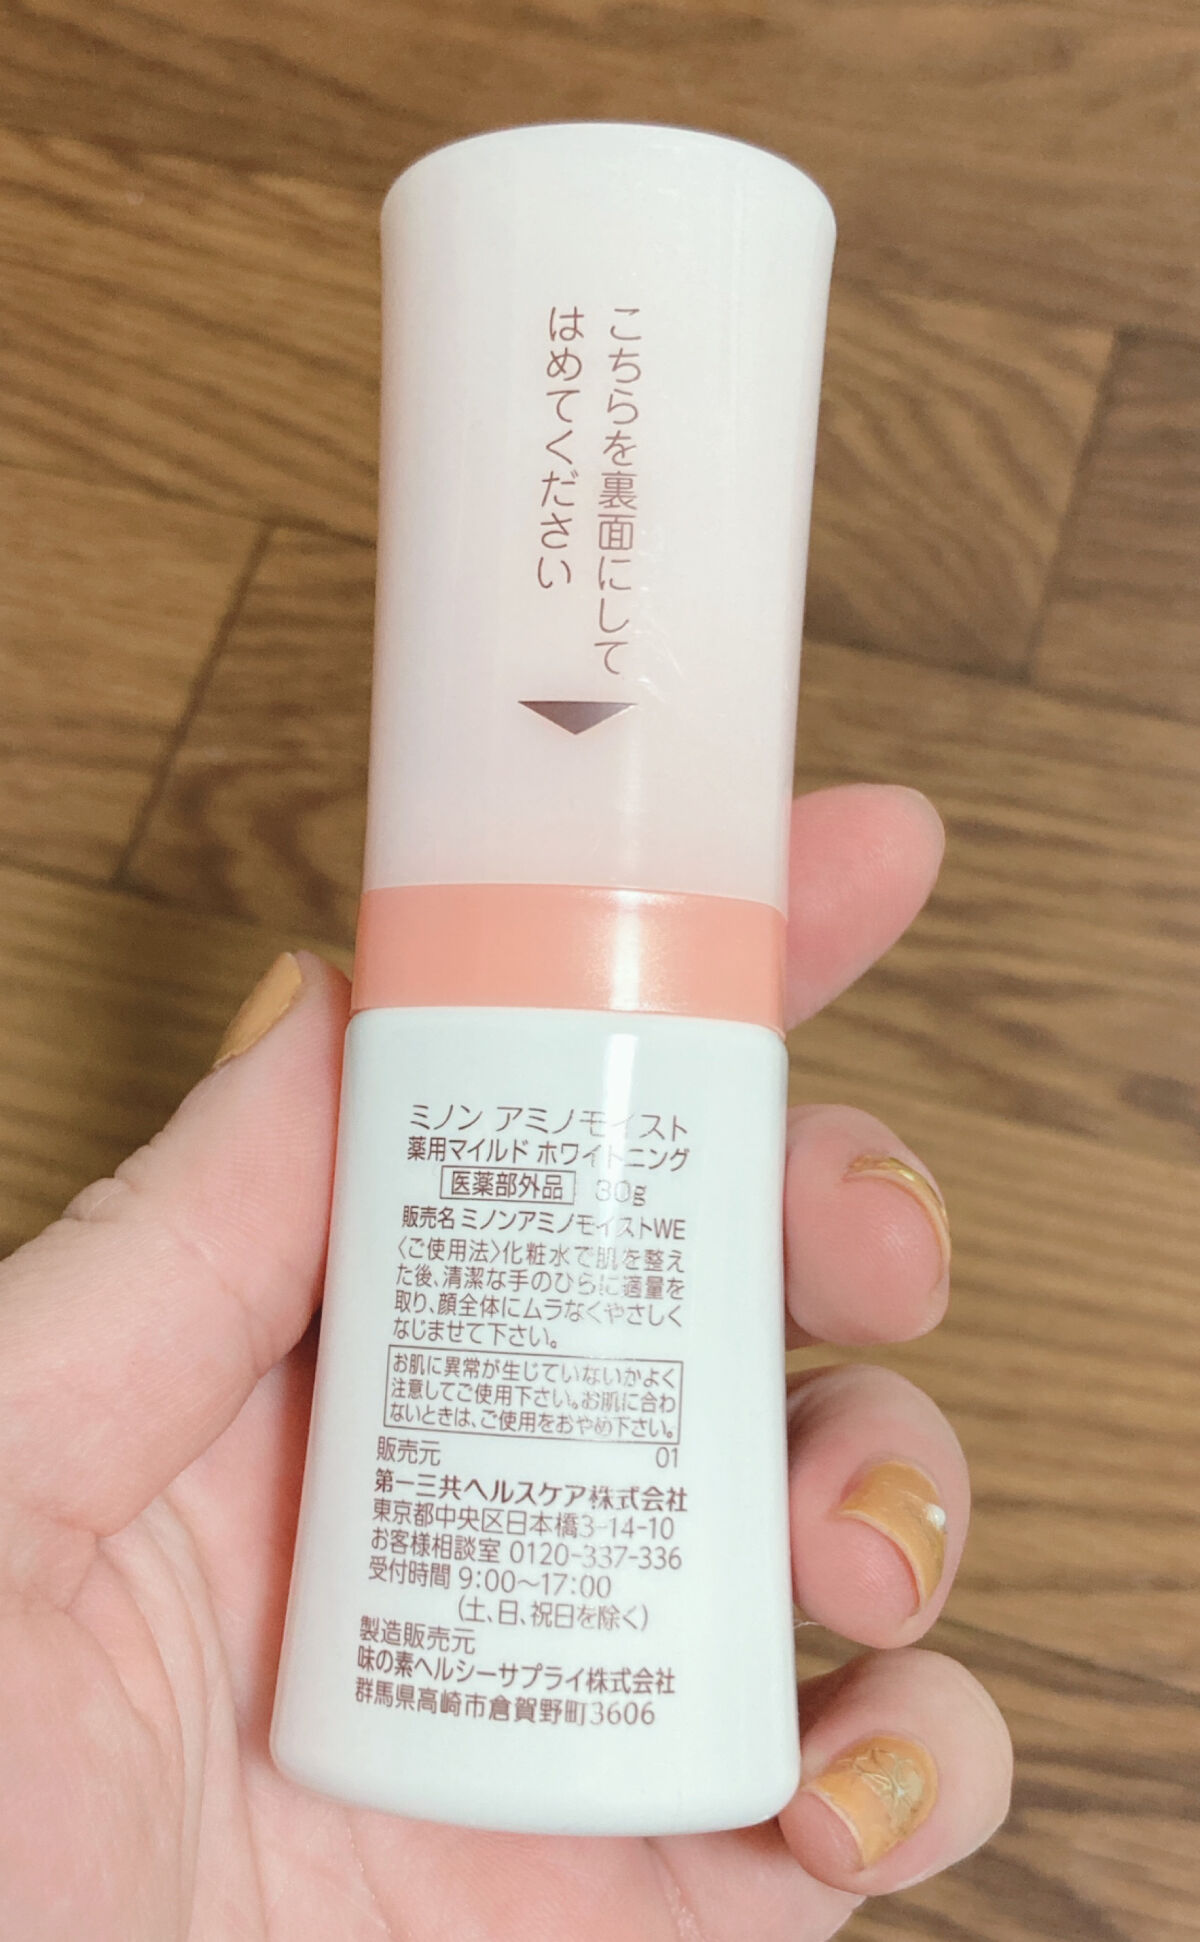 こちらを裏面にして
はめてください
ミノン アミノモイスト
薬用マイルド ホワイトニング
医薬部外品 30g
販売名 ミノンアミノモイストWE
〈ご使用法〉化粧水で肌を整え
た後、清潔な手のひらに適量を
取り、顔全体にムラなくやさしく
なじませて下さい。
お肌に異常が生じていないかよく
注意してご使用下さい。お肌に合わ
ないときは、ご使用をおやめ下さい。
販売元 01
第一三共ヘルスケア株式会社
東京都中央区日本橋3-14-10
お客様相談室 0120-337-336
受付時間 9:00～17:00
(土、日、祝日を除く)
製造販売元
味の素ヘルシーサプライ株式会社
群馬県高崎市倉賀野町3606